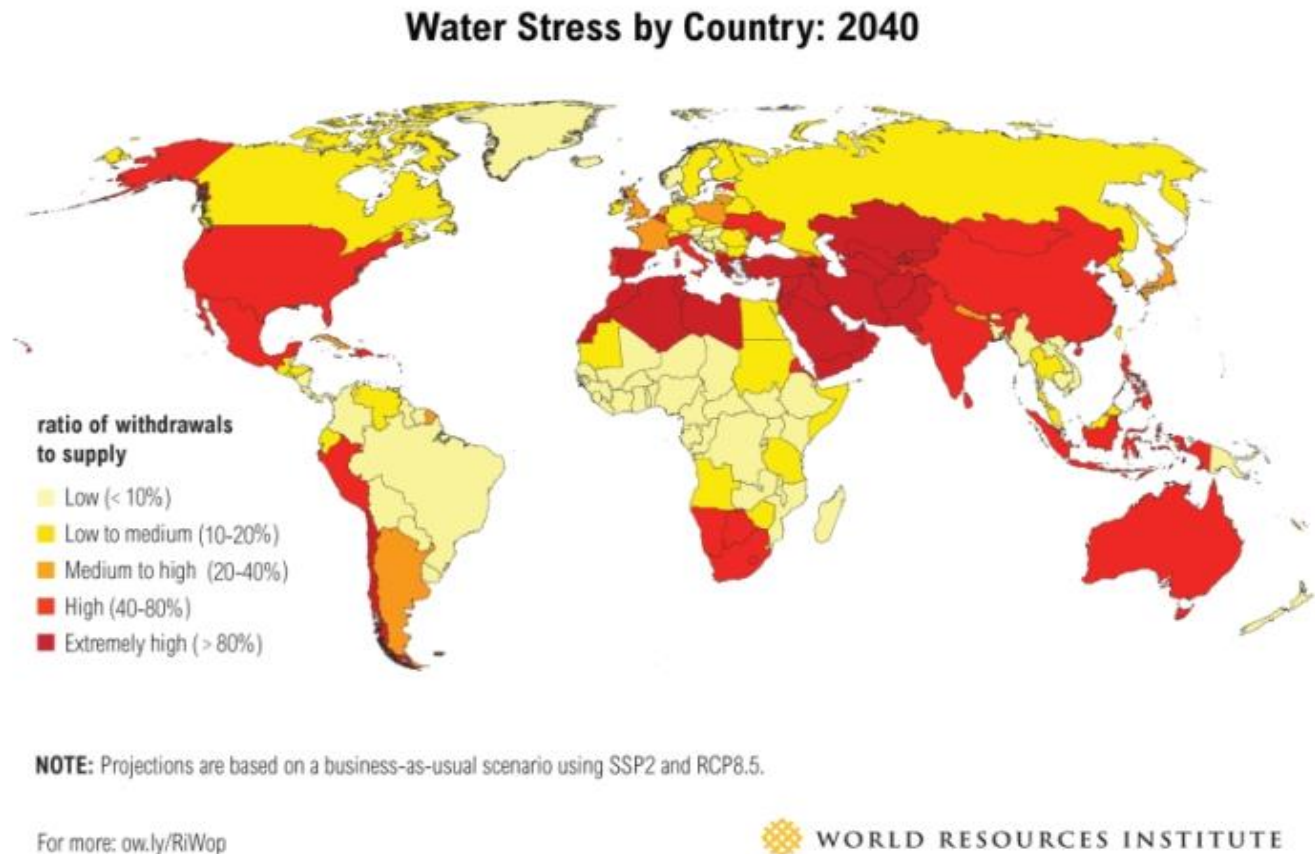 Water Stress by Country: 2040
ratio of withdrawals
to supply
Low (< 10%)
Low to medium (10-20%)
Medium to high (20-40%)
High (40-80%)
Extremely high (> 80%)
NOTE: Projections are based on a business-as-usual scenario using SSP2 and RCP8.5.
For more: ow.ly/RiWop
WORLD RESOURCES INSTITUTE